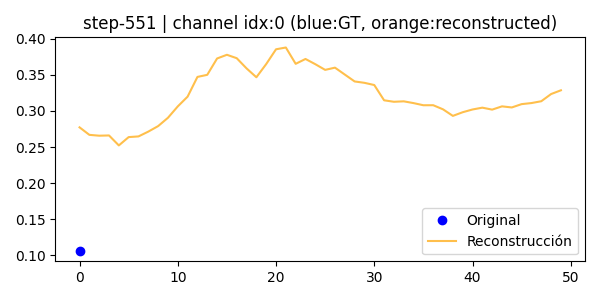 step-551 | channel idx:0 (blue:GT, orange:reconstructed)
0.40
0.35
0.30
0.25
0.20
0.15
0.10
0 10 20 30 40 50
Original
Reconstrucción